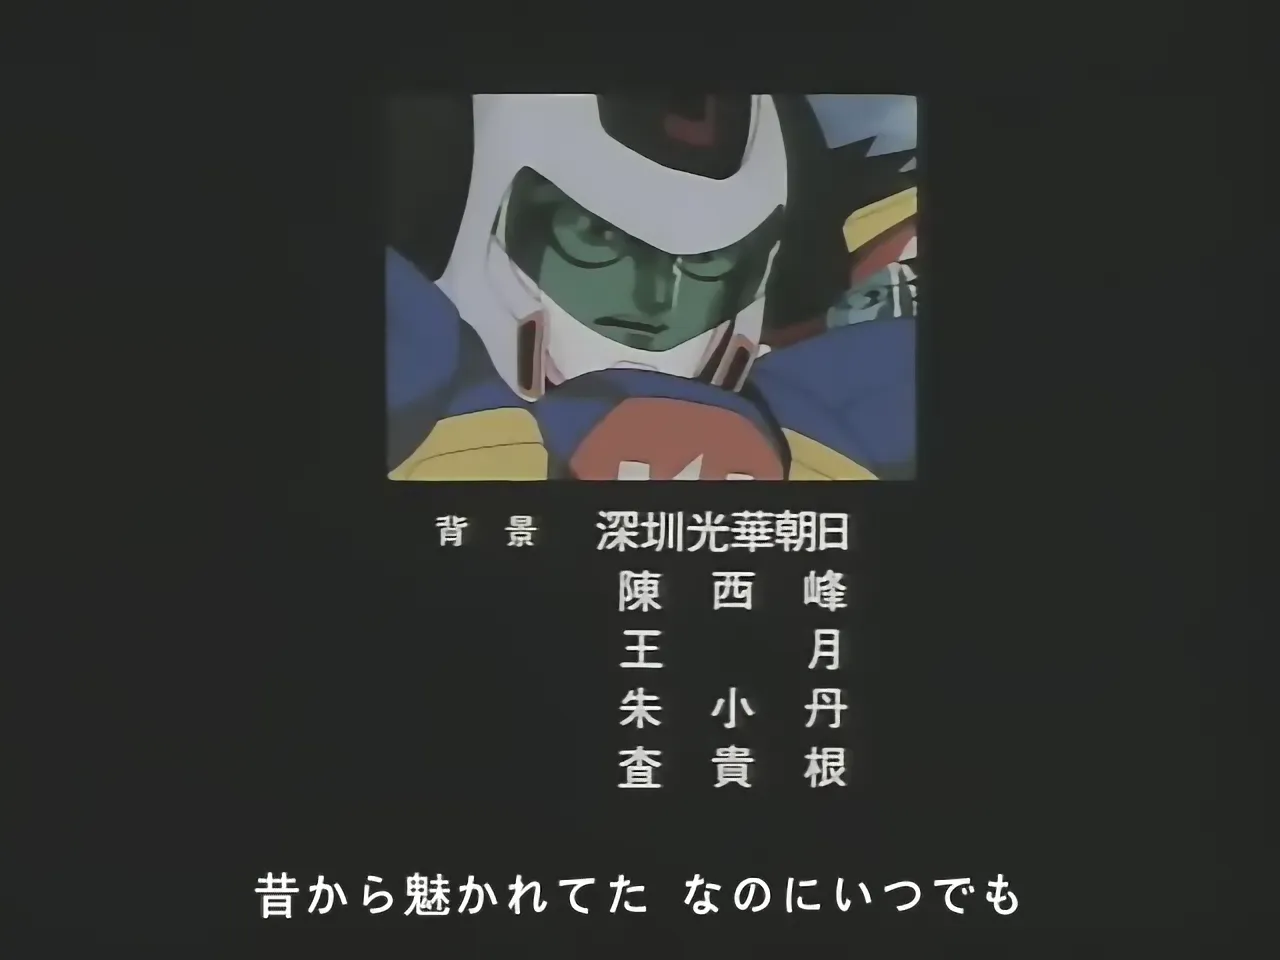 背景 深圳光華朝日
陳西峰
王月
朱小丹
査貴根
昔から魅かれてた なのにいつでも